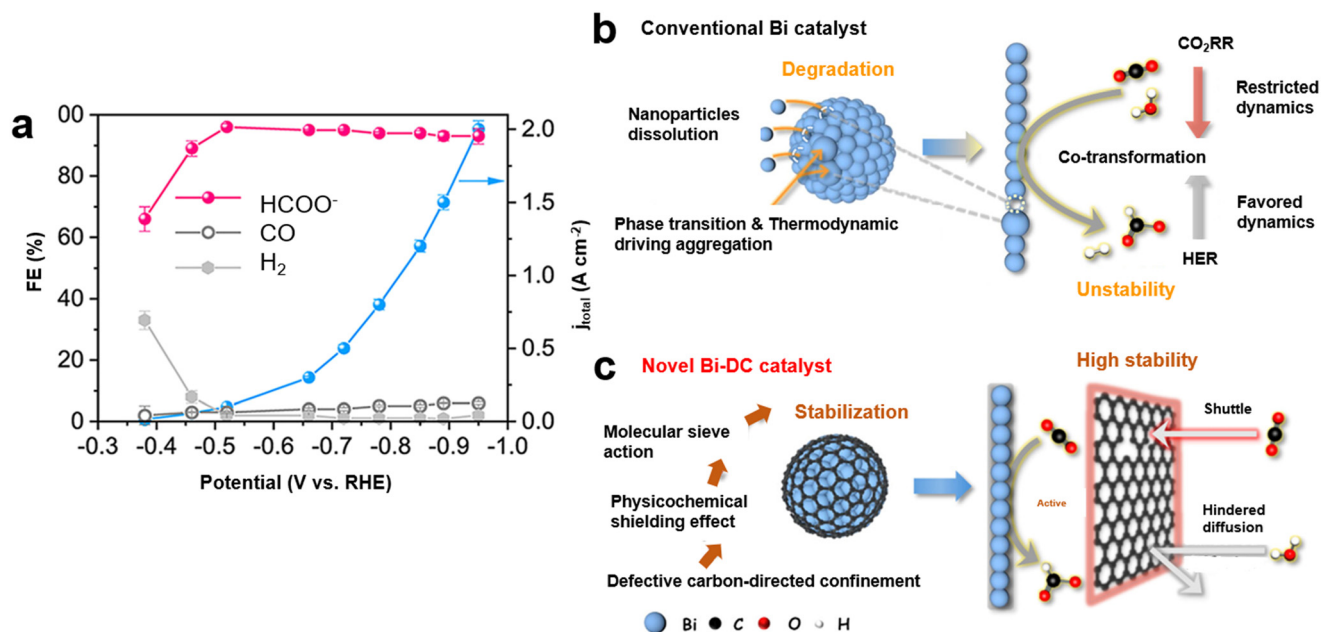 a
00
80
60
40
20
0
FE (%)
HCOO⁻
CO
H₂
2.0
1.5
1.0
0.5
0.0
j_total (A cm⁻²)
-0.3 -0.4 -0.5 -0.6 -0.7 -0.8 -0.9 -1.0
Potential (V vs. RHE)
b Conventional Bi catalyst
Degradation
Nanoparticles
dissolution
Phase transition & Thermodynamic
driving aggregation
CO₂RR
Restricted
dynamics
Co-transformation
Favored
dynamics
HER
Unstability
c Novel Bi-DC catalyst
High stability
Stabilization
Molecular sieve
action
Physicochemical
shielding effect
Defective carbon-directed confinement
Active
Shuttle
Hindered
diffusion
Bi C O H